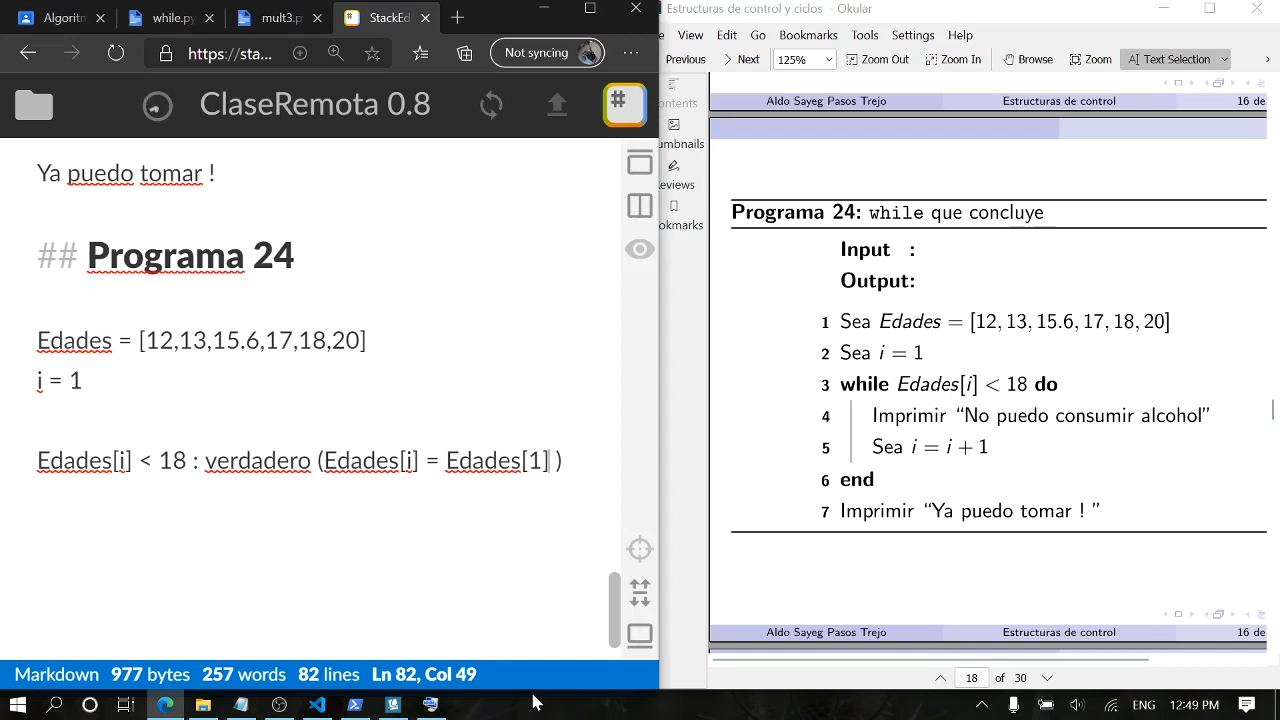 Algorito
while.py
mult3.py
StackEd
https://sta...
Not syncing
ClaseRemota 0.8
Ya puedo tomar !
## Programa 24
Edades = [12,13,15.6,17,18,20]
i = 1
Edades[i] < 18 : verdadero (Edades[i] = Edades[1] )
Markdown 977 bytes 257 words 82 lines Ln 82, Col 49
Estructuras de control y ciclos - Okular
View Edit Go Bookmarks Tools Settings Help
Previous Next 125% Zoom Out Zoom In Browse Zoom Text Selection
ontents
umbnails
eviews
okmarks
Aldo Sayeg Pasos Trejo Estructuras de control 16 de
Programa 24: while que concluye
Input :
Output:
1 Sea Edades = [12, 13, 15.6, 17, 18, 20]
2 Sea i = 1
3 while Edades[i] < 18 do
4 Imprimir “No puedo consumir alcohol”
5 Sea i = i + 1
6 end
7 Imprimir “Ya puedo tomar ! ”
Aldo Sayeg Pasos Trejo Estructuras de control 16 de
18 of 30
ENG 12:49 PM